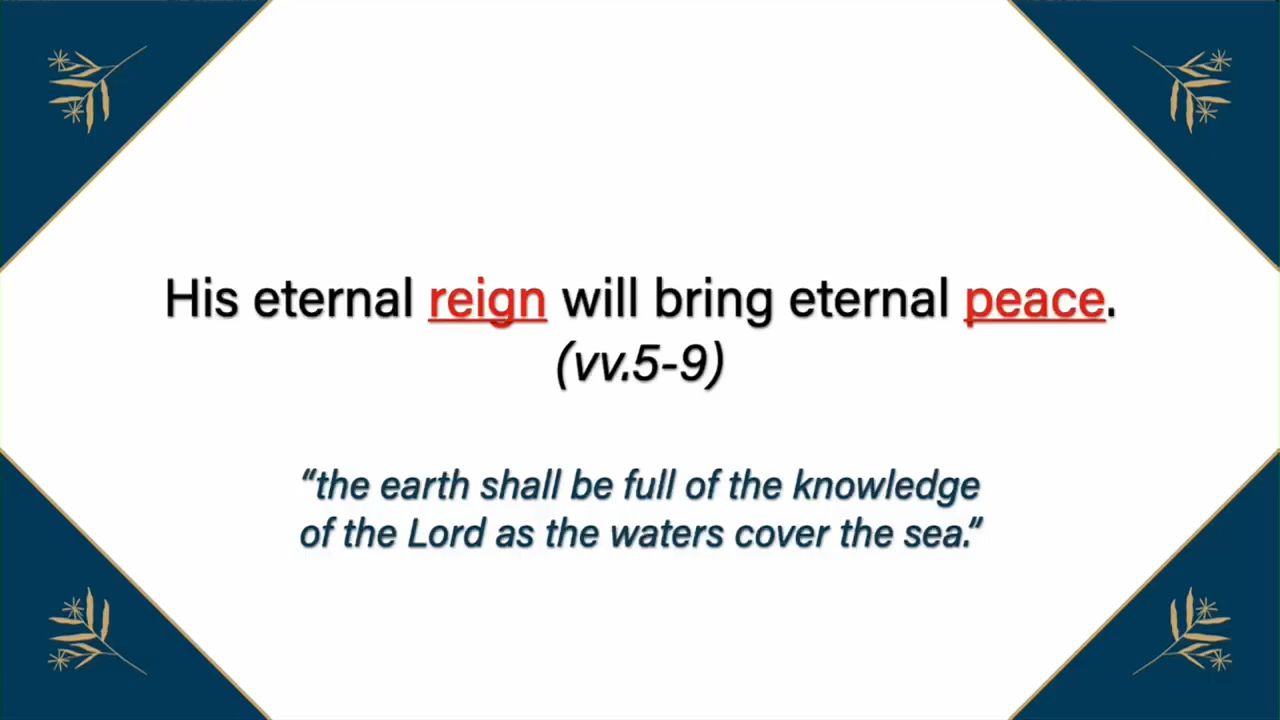 His eternal reign will bring eternal peace.
(vv.5-9)
“the earth shall be full of the knowledge
of the Lord as the waters cover the sea.”